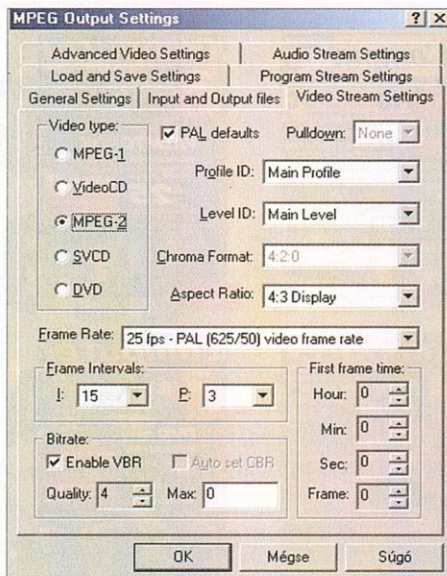 MPEG Output Settings
Advanced Video Settings Audio Stream Settings
Load and Save Settings Program Stream Settings
General Settings Input and Output files Video Stream Settings
Video type:
MPEG-1
VideoCD
MPEG-2
SVCD
DVD
PAL defaults Pulldown: None
Profile ID: Main Profile
Level ID: Main Level
Chroma Format: 4:2:0
Aspect Ratio: 4:3 Display
Frame Rate: 25 fps - PAL (625/50) video frame rate
Frame Intervals:
I: 15 P: 3
Bitrate:
Enable VBR Auto set CBR
Quality: 4 Max: 0
First frame time:
Hour: 0
Min: 0
Sec: 0
Frame: 0
OK Mégse Súgó